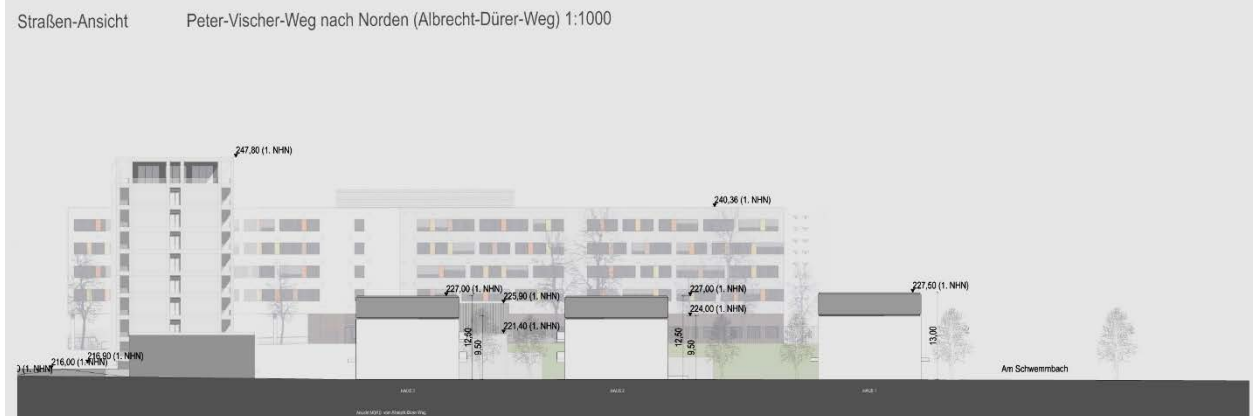 Straßen-Ansicht Peter-Vischer-Weg nach Norden (Albrecht-Dürer-Weg) 1:1000
247,80 (1. NHN)
240,36 (1. NHN)
227,00 (1. NHN)
225,90 (1. NHN)
227,00 (1. NHN)
227,50 (1. NHN)
224,00 (1. NHN)
221,40 (1. NHN)
12,50
9,50
12,50
9,50
13,00
216,90 (1. NHN)
216,00 (1. NHN)
(1. NHN)
Am Schwemmbach